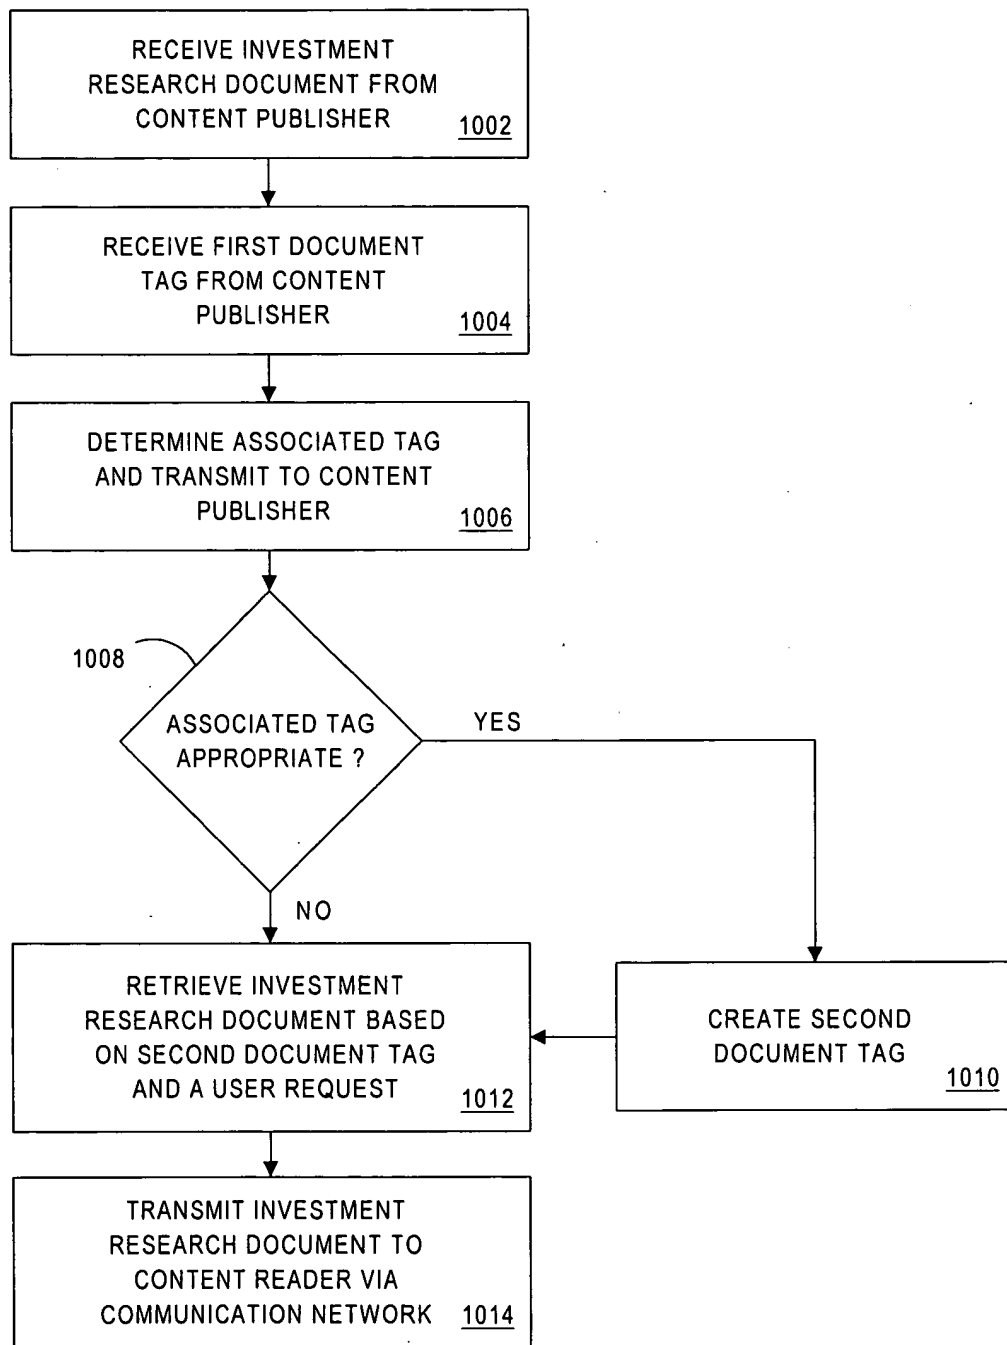 RECEIVE INVESTMENT
RESEARCH DOCUMENT FROM
CONTENT PUBLISHER
1002
RECEIVE FIRST DOCUMENT
TAG FROM CONTENT
PUBLISHER
1004
DETERMINE ASSOCIATED TAG
AND TRANSMIT TO CONTENT
PUBLISHER
1006
1008
ASSOCIATED TAG
APPROPRIATE ?
YES
NO
RETRIEVE INVESTMENT
RESEARCH DOCUMENT BASED
ON SECOND DOCUMENT TAG
AND A USER REQUEST
1012
CREATE SECOND
DOCUMENT TAG
1010
TRANSMIT INVESTMENT
RESEARCH DOCUMENT TO
CONTENT READER VIA
COMMUNICATION NETWORK
1014